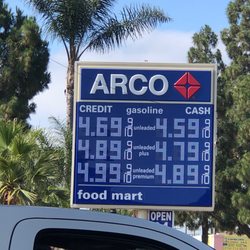 ARCO
CREDIT gasoline CASH
4.69 9/10 unleaded 4.59 9/10
4.89 9/10 unleaded plus 4.79 9/10
4.99 9/10 unleaded premium 4.89 9/10
food mart
OPEN